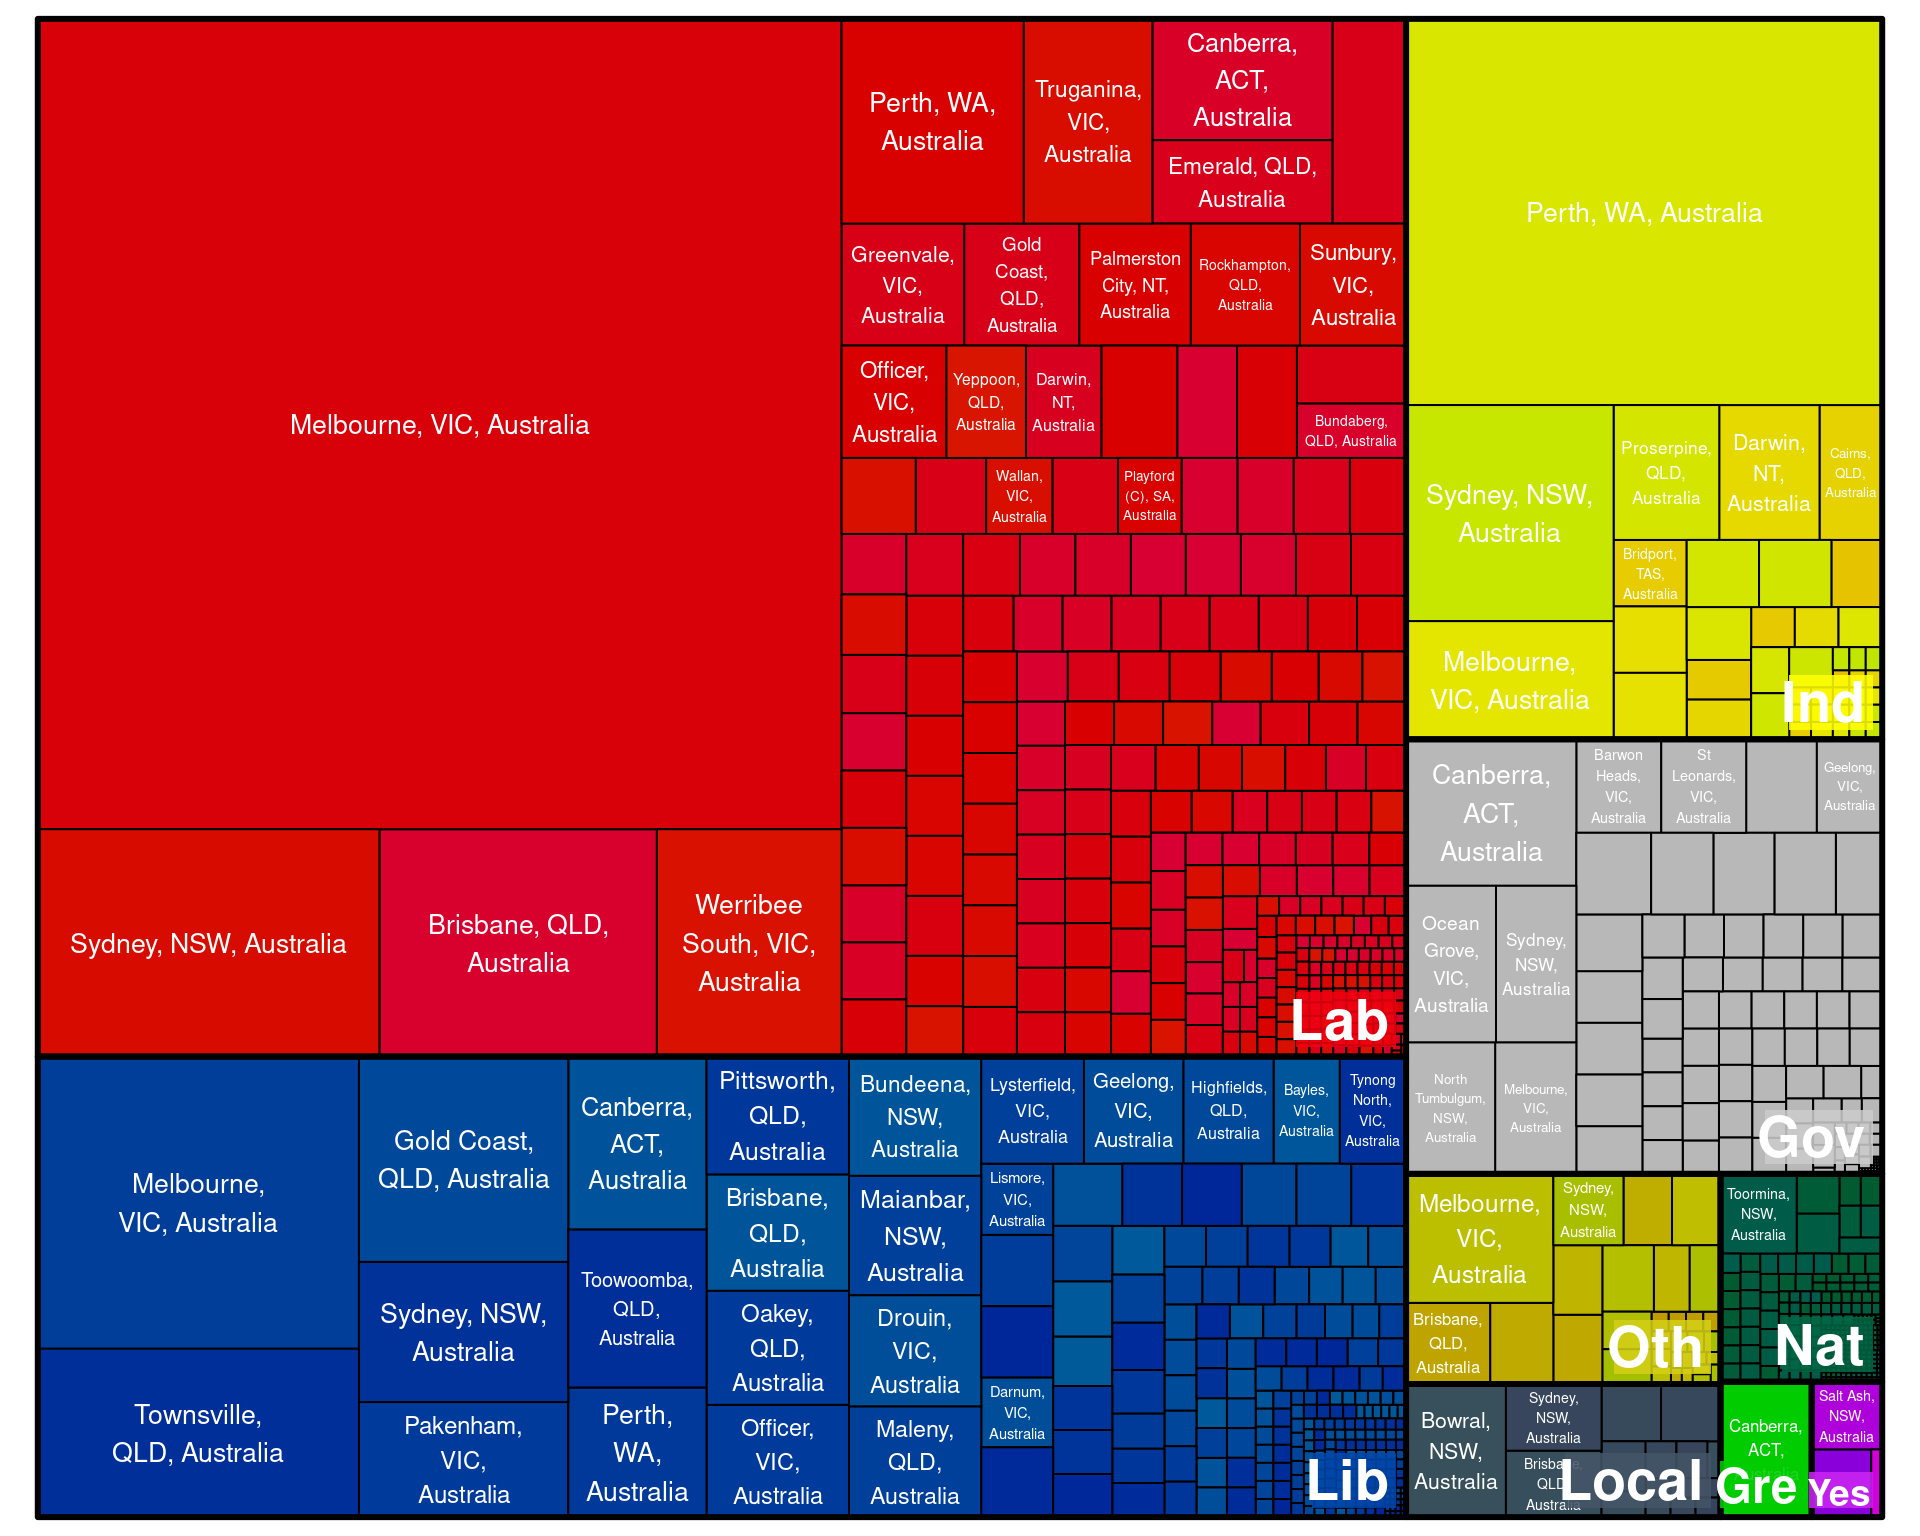 Melbourne, VIC, Australia
Sydney, NSW, Australia
Brisbane, QLD,
Australia
Werribee
South, VIC,
Australia
Perth, WA,
Australia
Truganina,
VIC,
Australia
Canberra,
ACT,
Australia
Emerald, QLD,
Australia
Greenvale,
VIC,
Australia
Gold
Coast,
QLD,
Australia
Palmerston
City, NT,
Australia
Rockhampton,
QLD,
Australia
Sunbury,
VIC,
Australia
Officer,
VIC,
Australia
Yeppoon,
QLD,
Australia
Darwin,
NT,
Australia
Bundaberg,
QLD, Australia
Wallan,
VIC,
Australia
Playford
(C), SA,
Australia
Lab
Melbourne,
VIC, Australia
Townsville,
QLD, Australia
Gold Coast,
QLD, Australia
Sydney, NSW,
Australia
Pakenham,
VIC,
Australia
Canberra,
ACT,
Australia
Toowoomba,
QLD,
Australia
Perth,
WA,
Australia
Pittsworth,
QLD,
Australia
Brisbane,
QLD,
Australia
Oakey,
QLD,
Australia
Officer,
VIC,
Australia
Bundeena,
NSW,
Australia
Maianbar,
NSW,
Australia
Drouin,
VIC,
Australia
Maleny,
QLD,
Australia
Lysterfield,
VIC,
Australia
Geelong,
VIC,
Australia
Highfields,
QLD,
Australia
Bayles,
VIC,
Australia
Tynong
North,
VIC,
Australia
Lismore,
VIC,
Australia
Darnum,
VIC,
Australia
Lib
Perth, WA, Australia
Sydney, NSW,
Australia
Melbourne,
VIC, Australia
Proserpine,
QLD,
Australia
Darwin,
NT,
Australia
Cairns,
QLD,
Australia
Bridport,
TAS,
Australia
Ind
Canberra,
ACT,
Australia
Barwon
Heads,
VIC,
Australia
St
Leonards,
VIC,
Australia
Geelong,
VIC,
Australia
Ocean
Grove,
VIC,
Australia
Sydney,
NSW,
Australia
North
Tumbulgum,
NSW,
Australia
Melbourne,
VIC,
Australia
Gov
Melbourne,
VIC,
Australia
Sydney,
NSW,
Australia
Brisbane,
QLD,
Australia
Oth
Toormina,
NSW,
Australia
Nat
Bowral,
NSW,
Australia
Sydney,
NSW,
Australia
Brisbane,
QLD,
Australia
Local
Canberra,
ACT,
Australia
Gre
Salt Ash,
NSW,
Australia
Yes